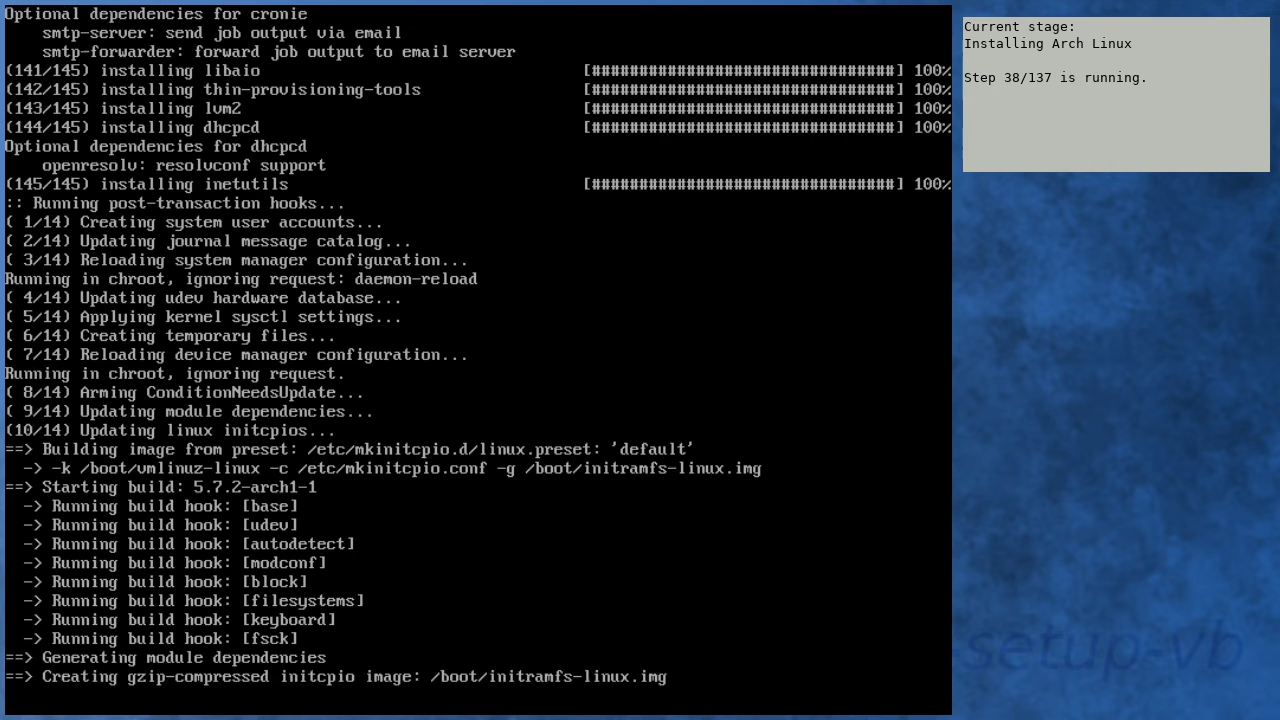 Optional dependencies for cronie
    smtp-server: send job output via email
    smtp-forwarder: forward job output to email server
(141/145) installing libaio [################################] 100%
(142/145) installing thin-provisioning-tools [################################] 100%
(143/145) installing lvm2 [################################] 100%
(144/145) installing dhcpcd [################################] 100%
Optional dependencies for dhcpcd
    openresolv: resolvconf support
(145/145) installing inetutils [################################] 100%
:: Running post-transaction hooks...
( 1/14) Creating system user accounts...
( 2/14) Updating journal message catalog...
( 3/14) Reloading system manager configuration...
Running in chroot, ignoring request: daemon-reload
( 4/14) Updating udev hardware database...
( 5/14) Applying kernel sysctl settings...
( 6/14) Creating temporary files...
( 7/14) Reloading device manager configuration...
Running in chroot, ignoring request.
( 8/14) Arming ConditionNeedsUpdate...
( 9/14) Updating module dependencies...
(10/14) Updating linux initcpios...
==> Building image from preset: /etc/mkinitcpio.d/linux.preset: 'default'
  -> -k /boot/vmlinuz-linux -c /etc/mkinitcpio.conf -g /boot/initramfs-linux.img
==> Starting build: 5.7.2-arch1-1
  -> Running build hook: [base]
  -> Running build hook: [udev]
  -> Running build hook: [autodetect]
  -> Running build hook: [modconf]
  -> Running build hook: [block]
  -> Running build hook: [filesystems]
  -> Running build hook: [keyboard]
  -> Running build hook: [fsck]
==> Generating module dependencies
==> Creating gzip-compressed initcpio image: /boot/initramfs-linux.img
Current stage:
Installing Arch Linux
Step 38/137 is running.
setup-vb